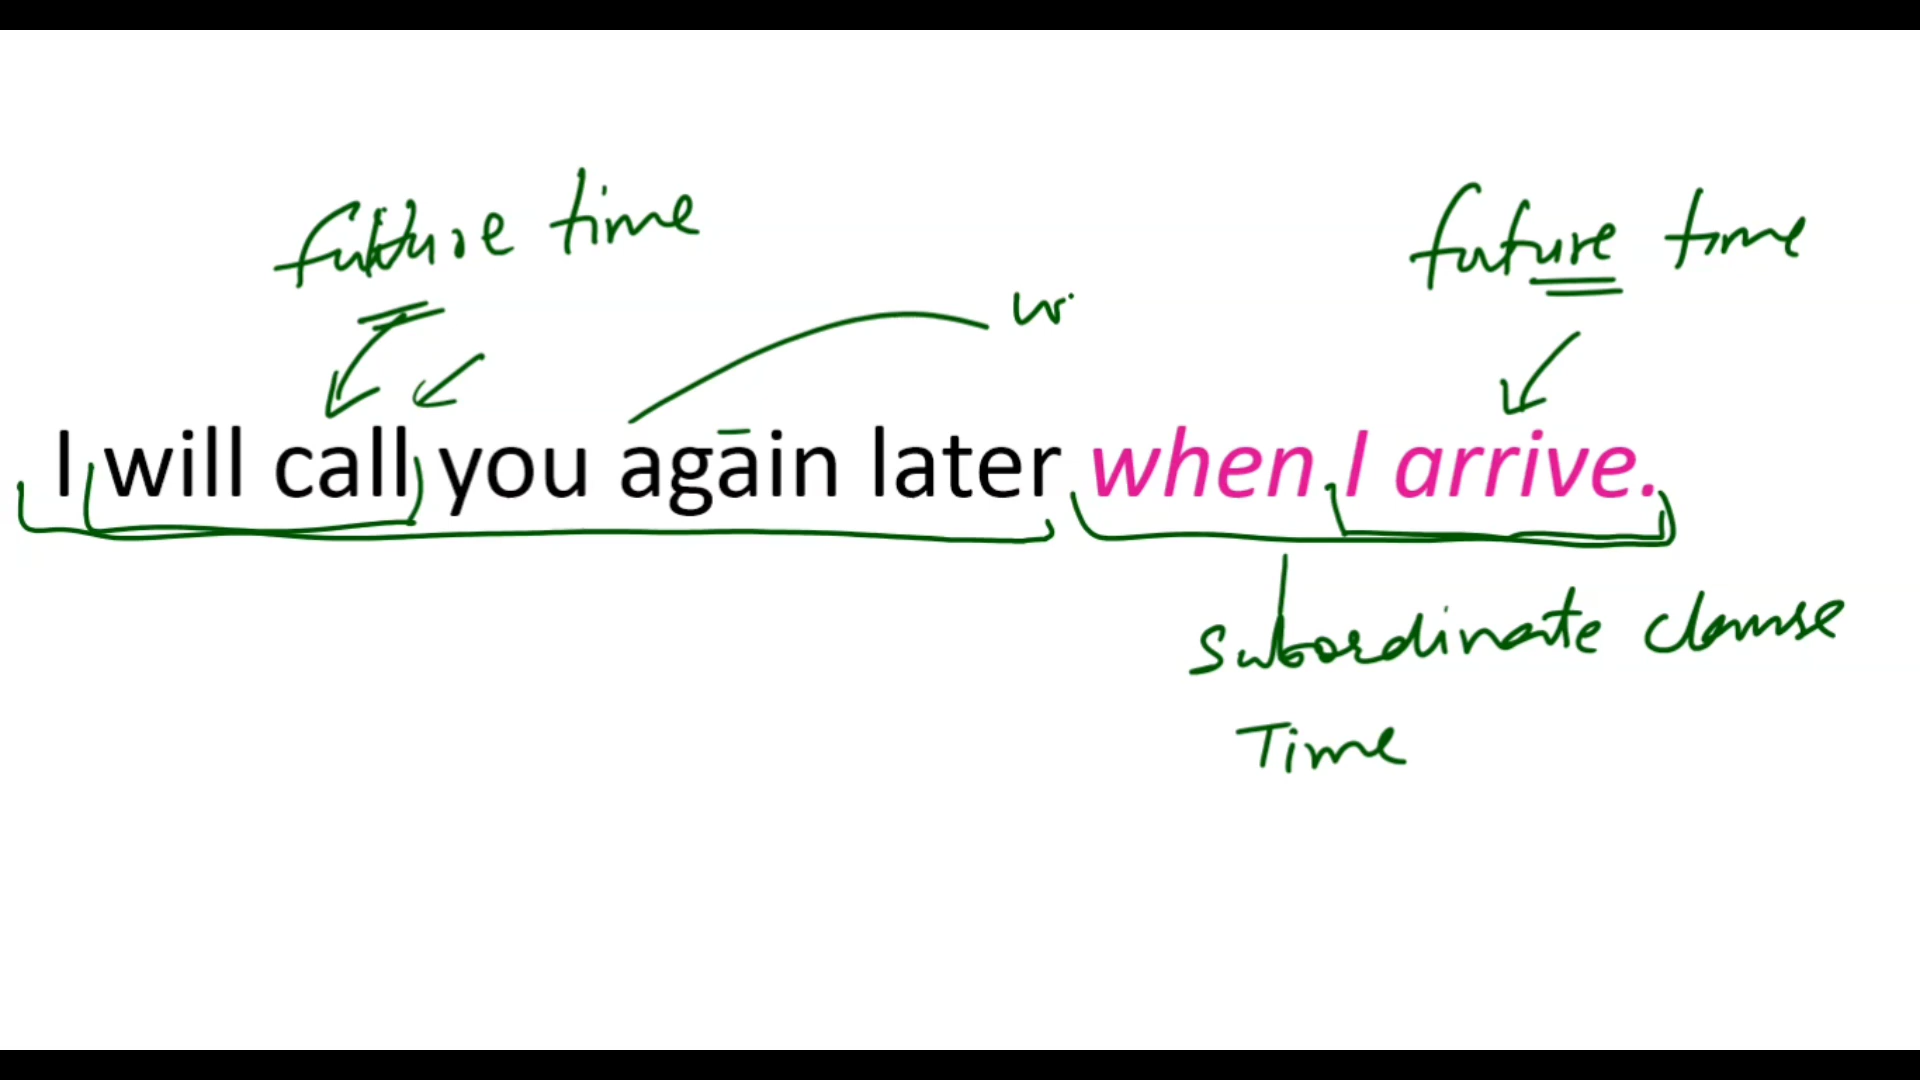 future time
future time
I will call you again later when I arrive.
subordinate clause
Time